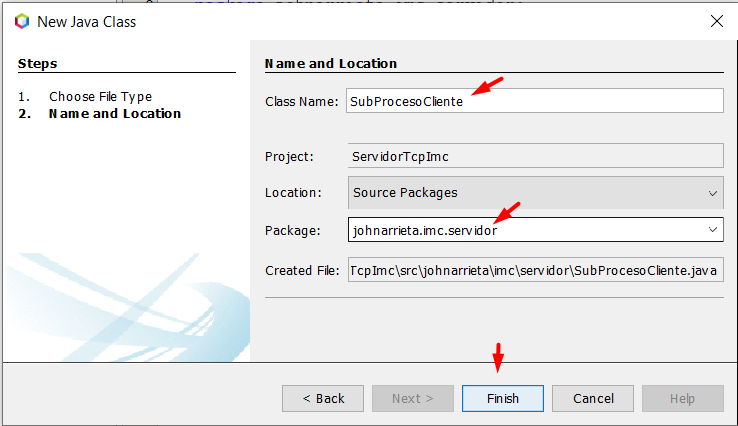 New Java Class
Steps
1. Choose File Type
2. Name and Location
Name and Location
Class Name: SubProcesoCliente
Project: ServidorTcpImc
Location: Source Packages
Package: johnarrieta.imc.servidor
Created File: TcpImc\src\johnarrieta\imc\servidor\SubProcesoCliente.java
< Back Next > Finish Cancel Help